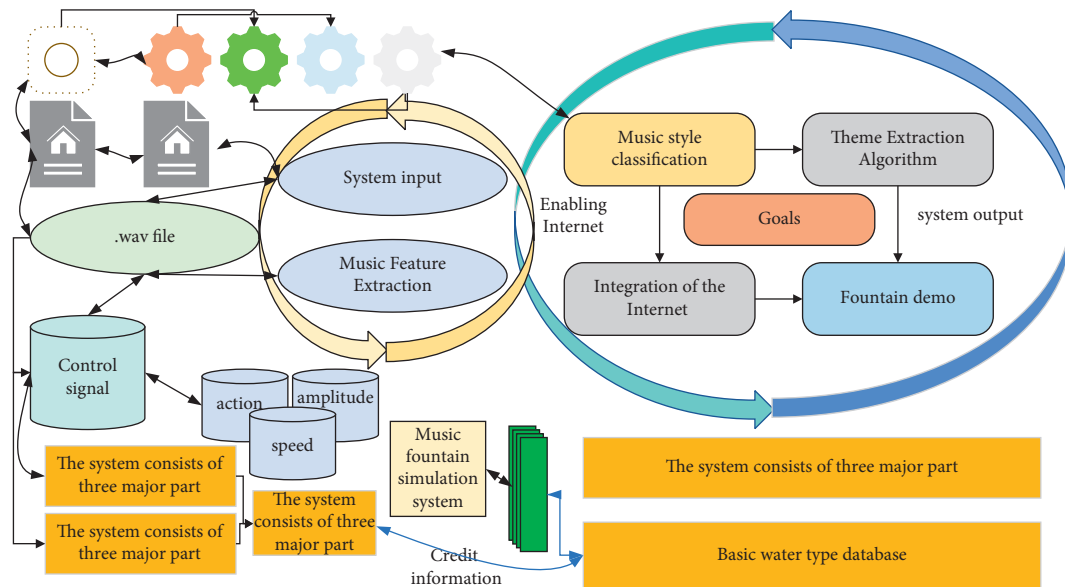 System input
.wav file
Music Feature
Extraction
Enabling
Internet
Music style
classification
Theme Extraction
Algorithm
Goals
system output
Integration of the
Internet
Fountain demo
Control
signal
action
amplitude
speed
The system consists of
three major part
The system consists of
three major part
The system
consists of three
major part
Music
fountain
simulation
system
Credit
information
The system consists of three major part
Basic water type database